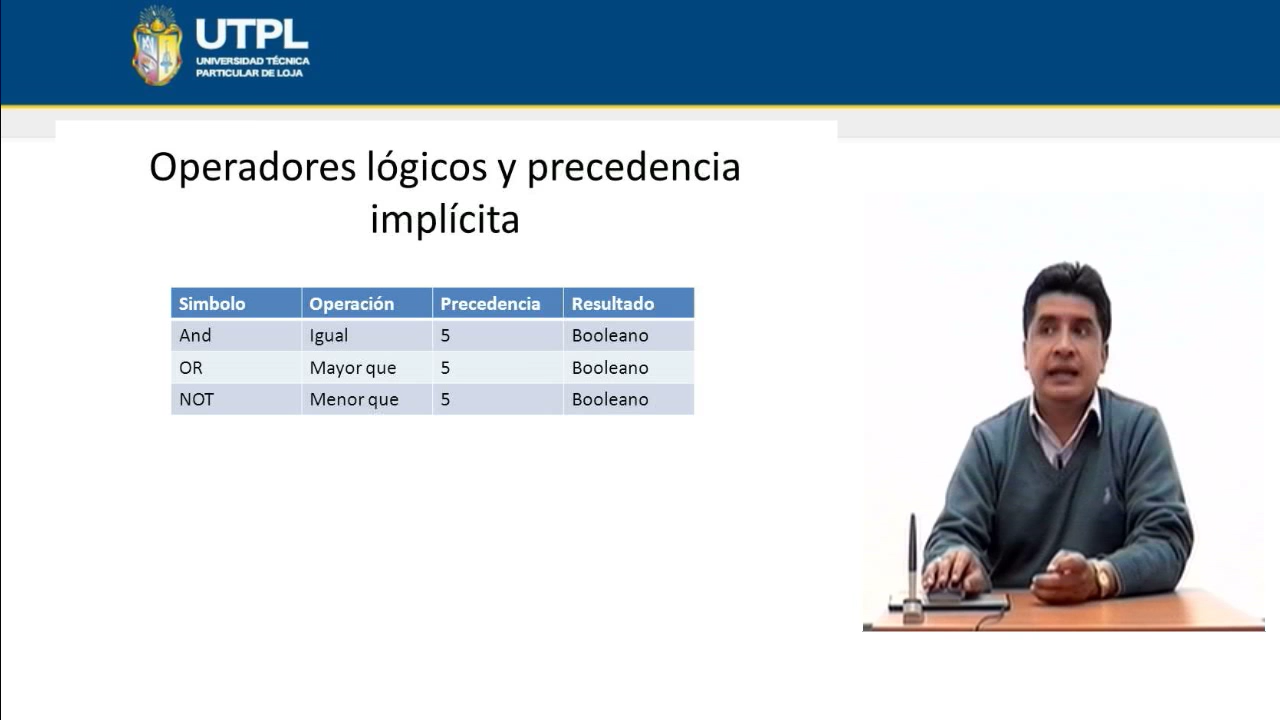 UTPL
UNIVERSIDAD TÉCNICA
PARTICULAR DE LOJA
Operadores lógicos y precedencia
implícita
Simbolo Operación Precedencia Resultado
And Igual 5 Booleano
OR Mayor que 5 Booleano
NOT Menor que 5 Booleano